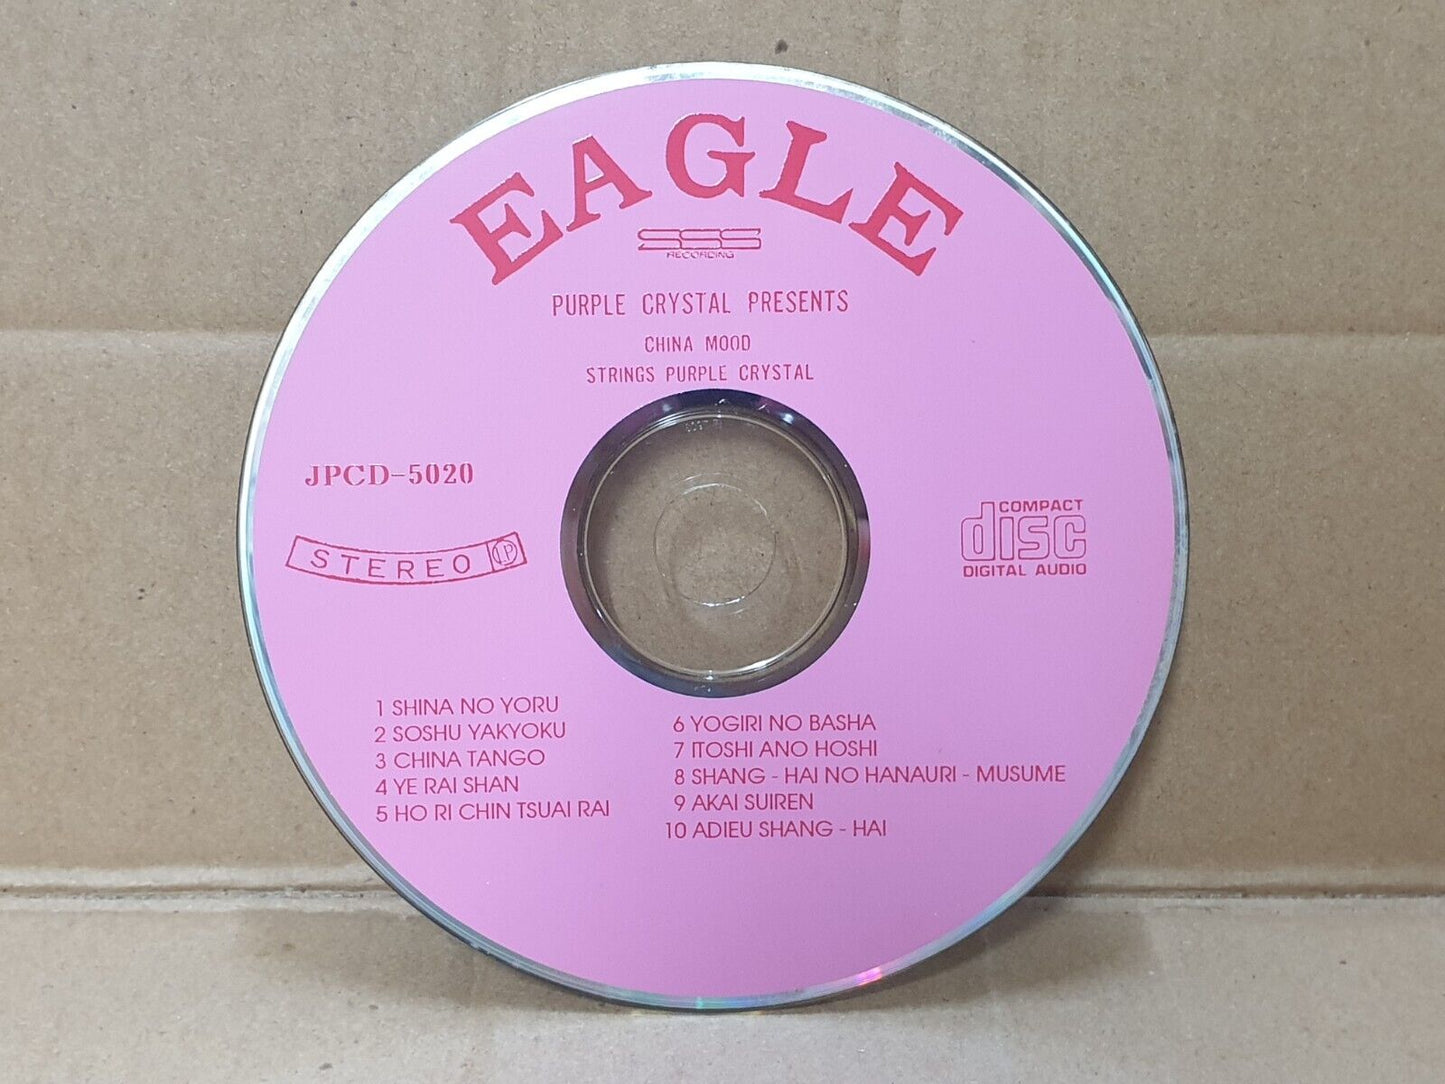 EAGLE
SSS
RECORDING
PURPLE CRYSTAL PRESENTS
CHINA MOOD
STRINGS PURPLE CRYSTAL
JPCD-5020
STEREO LP
COMPACT
disc
DIGITAL AUDIO
1 SHINA NO YORU
2 SOSHU YAKYOKU
3 CHINA TANGO
4 YE RAI SHAN
5 HO RI CHIN TSUAI RAI
6 YOGIRI NO BASHA
7 ITOSHI ANO HOSHI
8 SHANG - HAI NO HANAURI - MUSUME
9 AKAI SUIREN
10 ADIEU SHANG - HAI